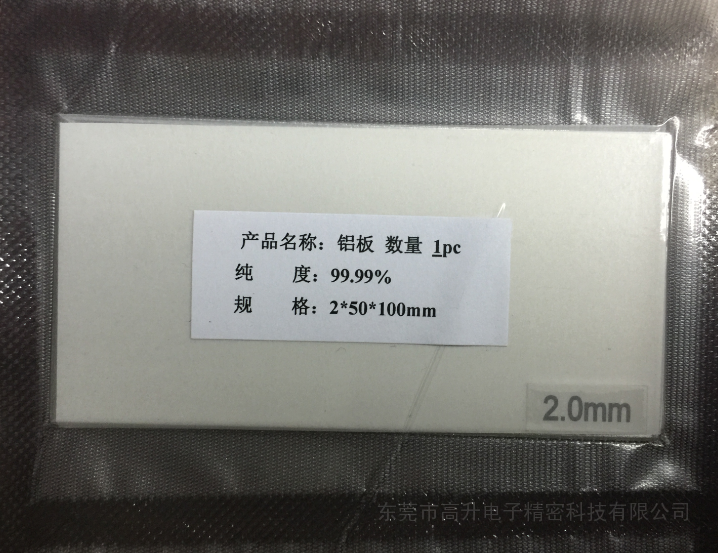 产品名称：铝板 数量 1pc
纯 度：99.99%
规 格：2*50*100mm
2.0mm
东莞市高升电子精密科技有限公司